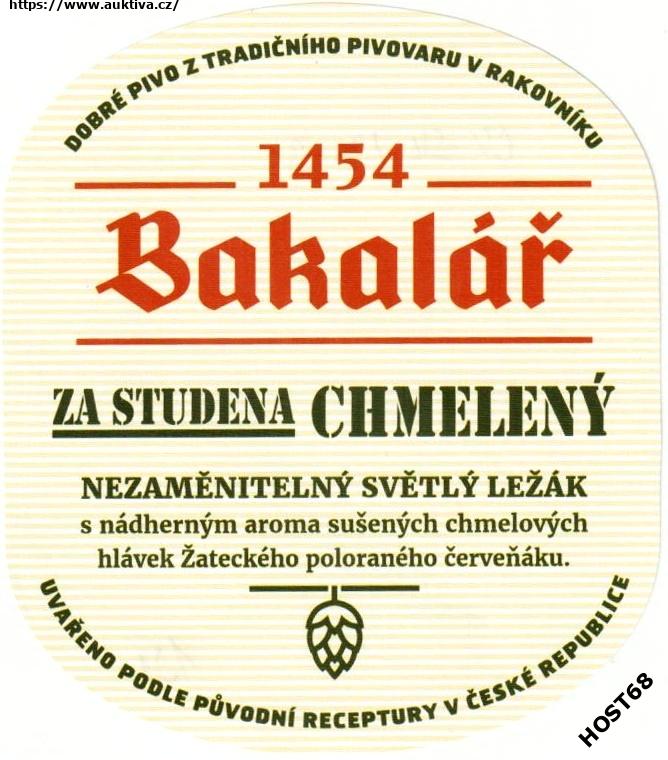 https://www.auktiva.cz/
DOBRÉ PIVO Z TRADIČNÍHO PIVOVARU V RAKOVNÍKU
1454
Bakalář
ZA STUDENA CHMELENÝ
NEZAMĚNITELNÝ SVĚTLÝ LEŽÁK
s nádherným aroma sušených chmelových
hlávek Žateckého poloraného červeňáku.
UVAŘENO PODLE PŮVODNÍ RECEPTURY V ČESKÉ REPUBLICE
HOST68